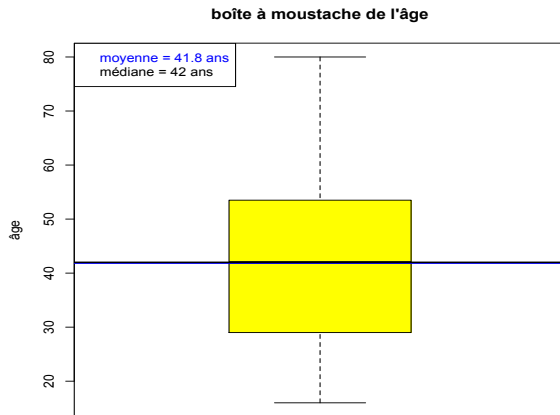 boîte à moustache de l'âge
moyenne = 41.8 ans
médiane = 42 ans
80
70
60
50
40
30
20
âge